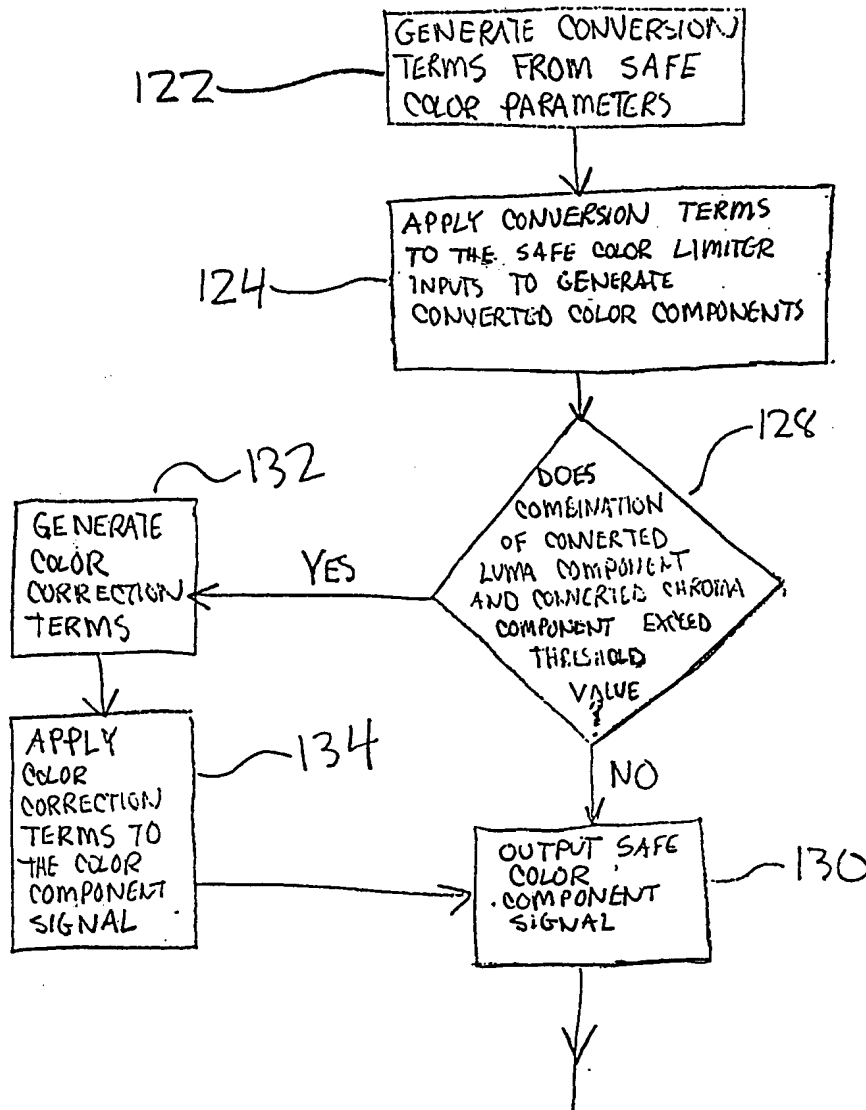 GENERATE CONVERSION
TERMS FROM SAFE
COLOR PARAMETERS
122
APPLY CONVERSION TERMS
TO THE SAFE COLOR LIMITER
INPUTS TO GENERATE
CONVERTED COLOR COMPONENTS
124
128
DOES
COMBINATION
OF CONVERTED
LUMA COMPONENT
AND CONVERTED CHROMA
COMPONENT EXCEED
THRESHOLD
VALUE
?
132
GENERATE
COLOR
CORRECTION
TERMS
YES
APPLY
COLOR
CORRECTION
TERMS TO
THE COLOR
COMPONENT
SIGNAL
134
NO
OUTPUT SAFE
COLOR
COMPONENT
SIGNAL
130